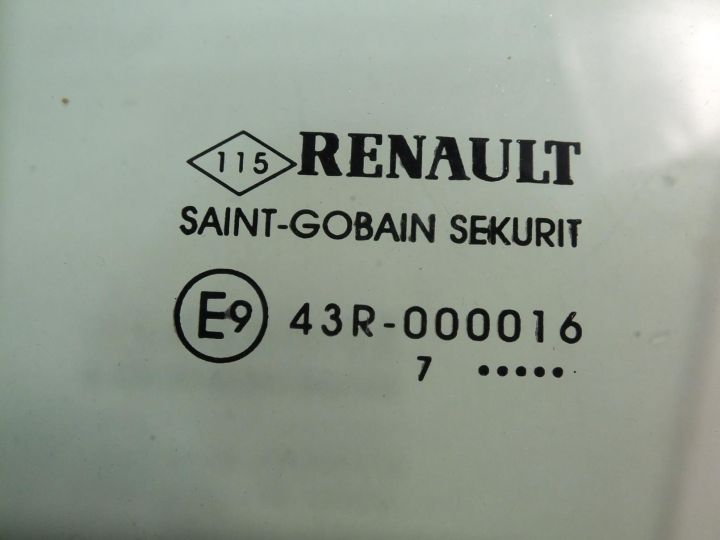 115 RENAULT
SAINT-GOBAIN SEKURIT
E9 43R-000016
7 •••••